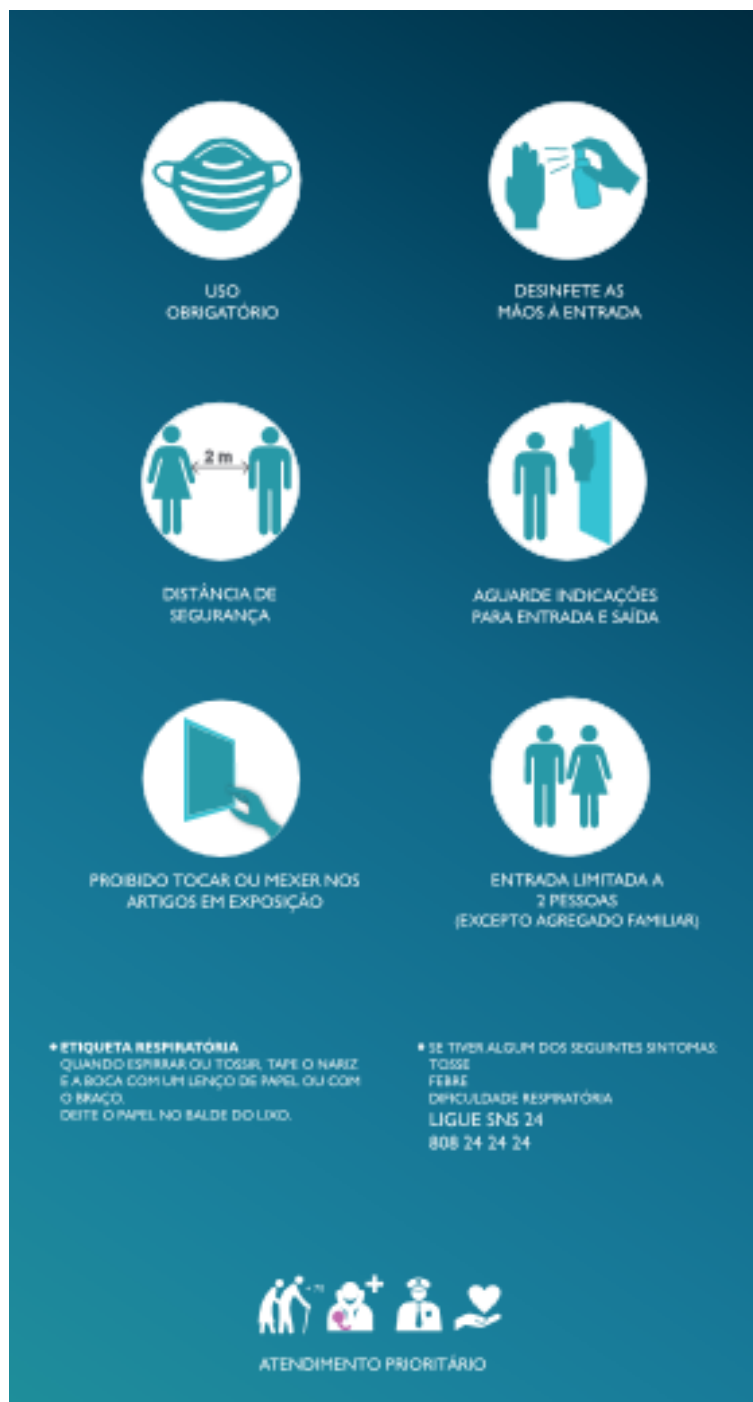 USO
OBRIGATÓRIO
DESINFETE AS
MÃOS À ENTRADA
2 m
DISTÂNCIA DE
SEGURANÇA
AGUARDE INDICAÇÕES
PARA ENTRADA E SAÍDA
PROIBIDO TOCAR OU MEXER NOS
ARTIGOS EM EXPOSIÇÃO
ENTRADA LIMITADA A
2 PESSOAS
(EXCEPTO AGREGADO FAMILIAR)
• ETIQUETA RESPIRATÓRIA
QUANDO ESPIRRAR OU TOSSIR, TAPE O NARIZ
E A BOCA COM UM LENÇO DE PAPEL OU COM
O BRAÇO.
DEITE O PAPEL NO BALDE DO LIXO.
• SE TIVER ALGUM DOS SEGUINTES SINTOMAS:
TOSSE
FEBRE
DIFICULDADE RESPIRATÓRIA
LIGUE SNS 24
808 24 24 24
ATENDIMENTO PRIORITÁRIO